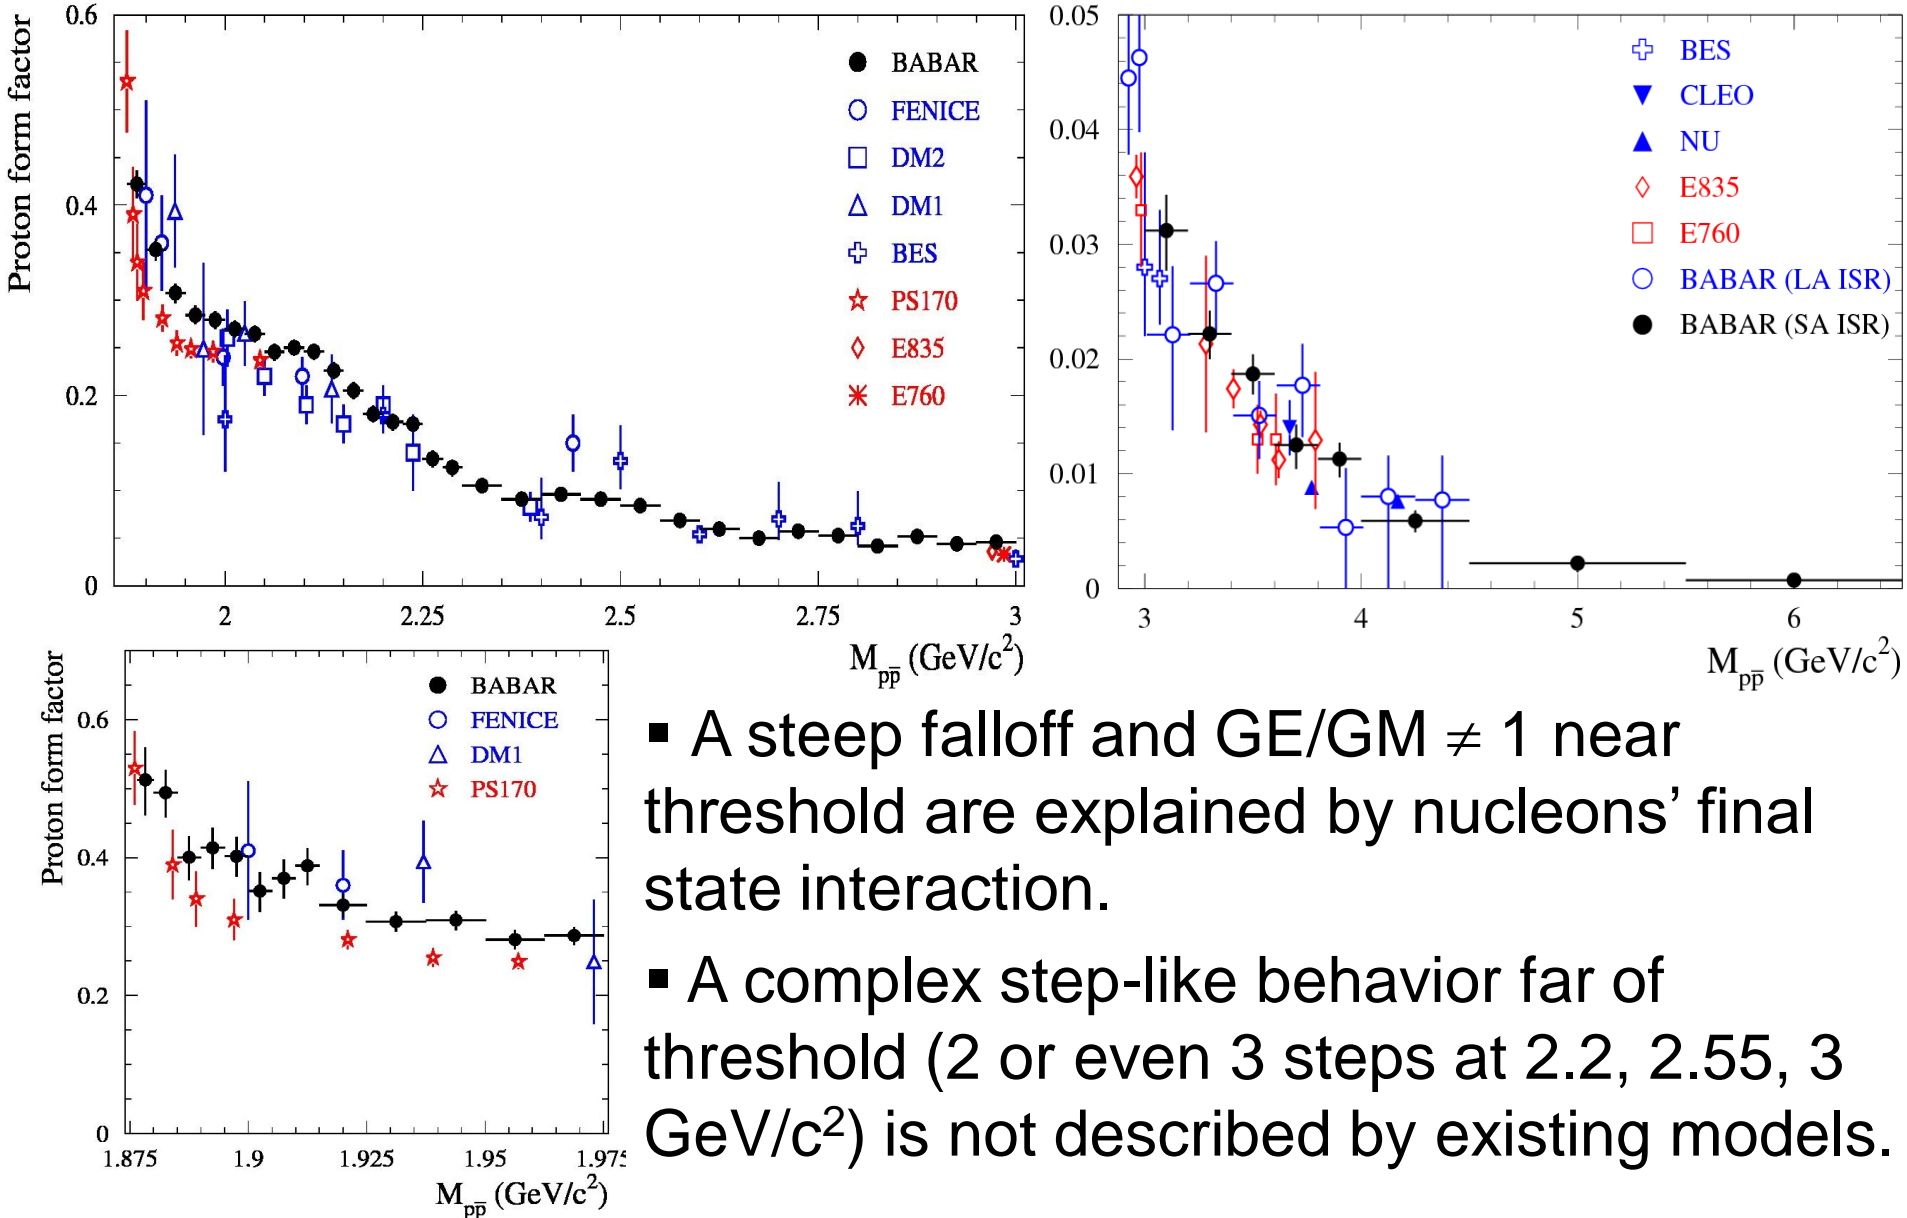 Proton form factor
0.6
0.4
0.2
0
BABAR
FENICE
DM2
DM1
BES
PS170
E835
E760
2
2.25
2.5
2.75
3
M_pp̅ (GeV/c²)
0.05
0.04
0.03
0.02
0.01
0
BES
CLEO
NU
E835
E760
BABAR (LA ISR)
BABAR (SA ISR)
3
4
5
6
M_pp̅ (GeV/c²)
Proton form factor
0.6
0.4
0.2
0
BABAR
FENICE
DM1
PS170
1.875
1.9
1.925
1.95
1.975
M_pp̅ (GeV/c²)
▪ A steep falloff and GE/GM ≠ 1 near
threshold are explained by nucleons’ final
state interaction.
▪ A complex step-like behavior far of
threshold (2 or even 3 steps at 2.2, 2.55, 3
GeV/c²) is not described by existing models.